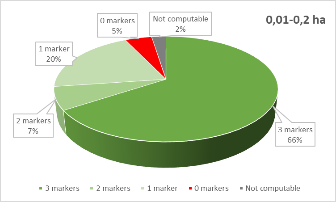 0,01-0,2 ha
0 markers
5%
Not computable
2%
1 marker
20%
2 markers
7%
3 markers
66%
3 markers 2 markers 1 marker 0 markers Not computable